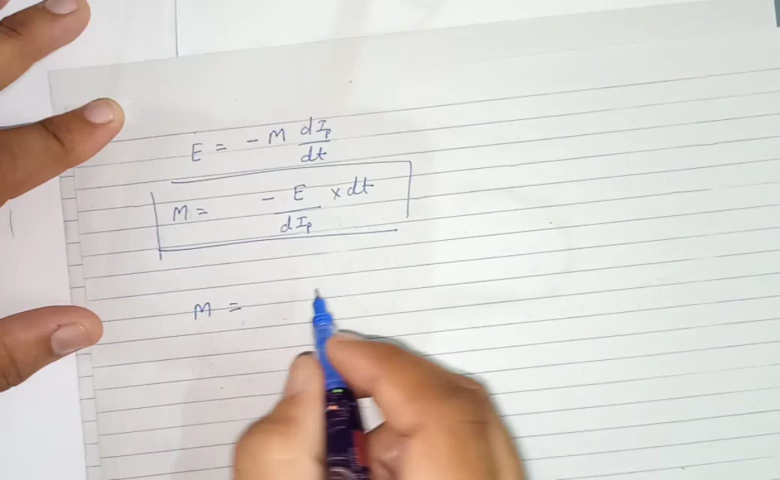 E = - M dIp/dt
M = - E/dIp × dt
M =